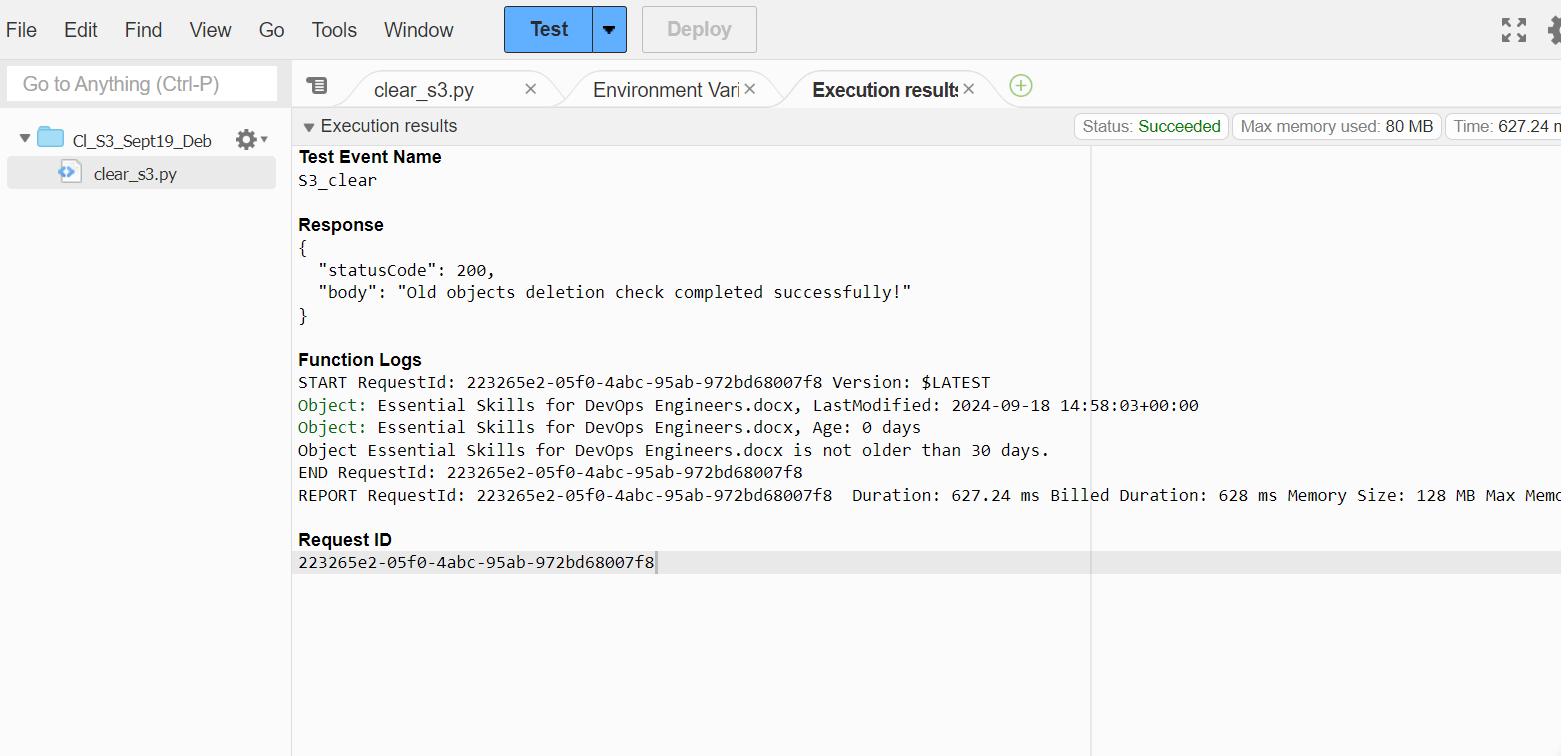 File Edit Find View Go Tools Window Test Deploy
Go to Anything (Ctrl-P)
clear_s3.py Environment Vari Execution results
Execution results Status: Succeeded Max memory used: 80 MB Time: 627.24 m
Cl_S3_Sept19_Deb
clear_s3.py
Test Event Name
S3_clear
Response
{
"statusCode": 200,
"body": "Old objects deletion check completed successfully!"
}
Function Logs
START RequestId: 223265e2-05f0-4abc-95ab-972bd68007f8 Version: $LATEST
Object: Essential Skills for DevOps Engineers.docx, LastModified: 2024-09-18 14:58:03+00:00
Object: Essential Skills for DevOps Engineers.docx, Age: 0 days
Object Essential Skills for DevOps Engineers.docx is not older than 30 days.
END RequestId: 223265e2-05f0-4abc-95ab-972bd68007f8
REPORT RequestId: 223265e2-05f0-4abc-95ab-972bd68007f8 Duration: 627.24 ms Billed Duration: 628 ms Memory Size: 128 MB Max Memo
Request ID
223265e2-05f0-4abc-95ab-972bd68007f8